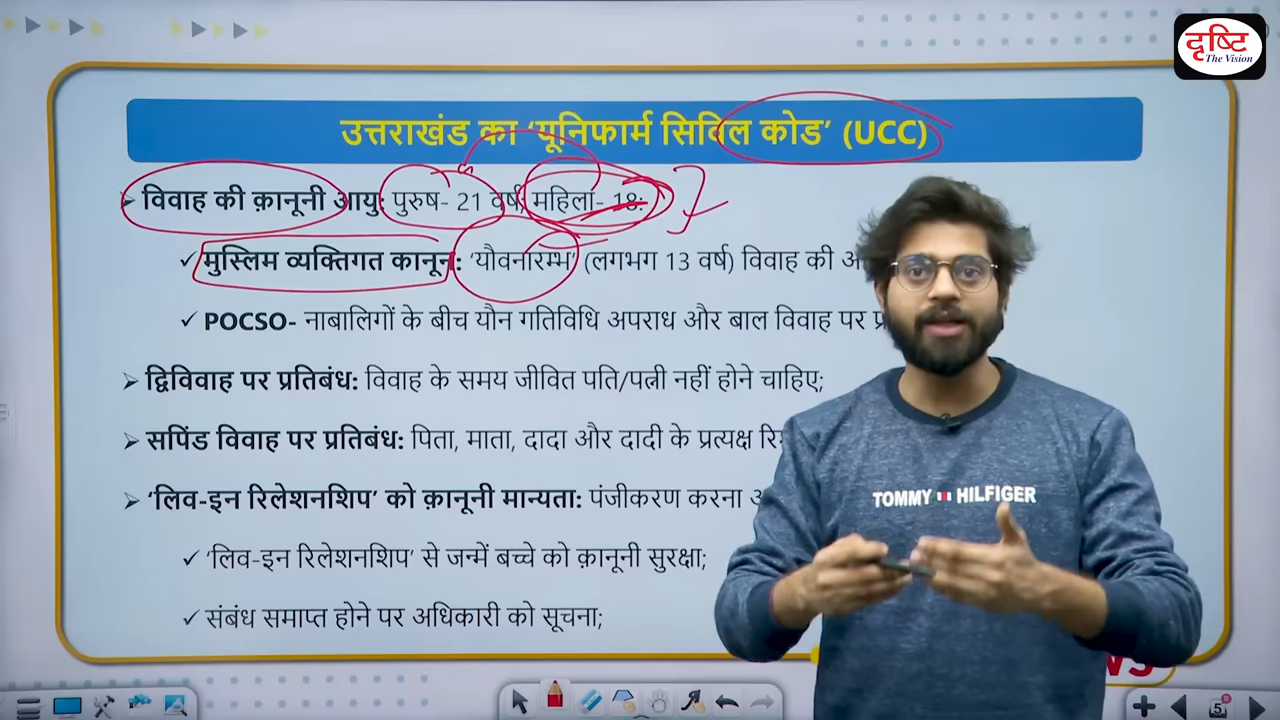 दृष्टि
The Vision
उत्तराखंड का ‘यूनिफार्म सिविल कोड’ (UCC)
विवाह की क़ानूनी आयु: पुरुष- 21 वर्ष, महिला- 18:
मुस्लिम व्यक्तिगत कानून: ‘यौवनारम्भ’ (लगभग 13 वर्ष) विवाह की
POCSO- नाबालिगों के बीच यौन गतिविधि अपराध और बाल विवाह पर
द्विविवाह पर प्रतिबंध: विवाह के समय जीवित पति/पत्नी नहीं होने चाहिए;
सपिंड विवाह पर प्रतिबंध: पिता, माता, दादा और दादी के प्रत्यक्ष
‘लिव-इन रिलेशनशिप’ को क़ानूनी मान्यता: पंजीकरण करना
‘लिव-इन रिलेशनशिप’ से जन्में बच्चे को क़ानूनी सुरक्षा;
संबंध समाप्त होने पर अधिकारी को सूचना;
TOMMY HILFIGER
5